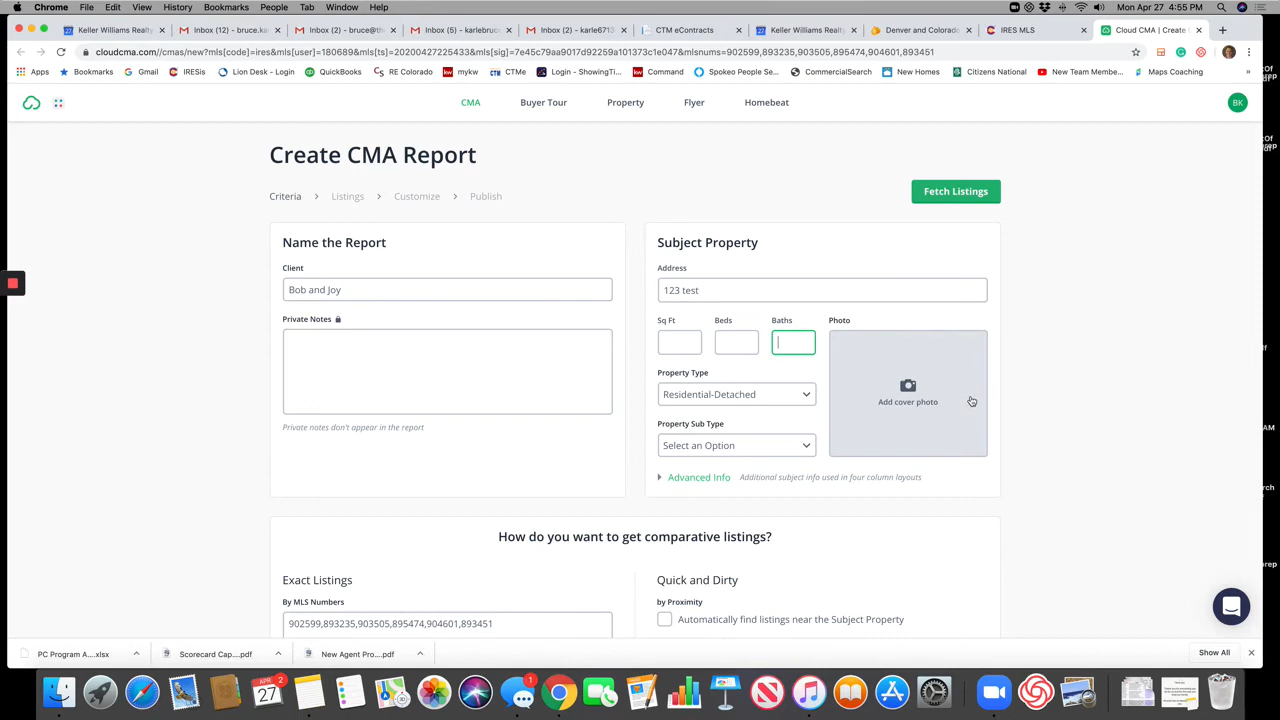 Chrome File Edit View History Bookmarks People Tab Window Help Mon Apr 27 4:55 PM
Keller Williams Realty Inbox (12) - bruce.ka Inbox (2) - bruce@th Inbox (5) - karlebruc Inbox (2) - karle6713 CTM eContracts Keller Williams Realty Denver and Colorado IRES MLS Cloud CMA | Create
cloudcma.com//cmas/new?mls[code]=ires&mls[user]=180689&mls[ts]=20200427225433&mls[sig]=7e45c79aa9017d92259a101373c1e047&mlsnums=902599,893235,903505,895474,904601,893451
Apps Bookmarks Gmail IRESis Lion Desk - Login QuickBooks RE Colorado mykw CTMe Login - ShowingTi... Command Spokeo People Se... CommercialSearch New Homes Citizens National New Team Membe... Maps Coaching »
CMA Buyer Tour Property Flyer Homebeat BK
Create CMA Report
Criteria Listings Customize Publish
Fetch Listings
Name the Report
Client
Bob and Joy
Private Notes
Private notes don't appear in the report
Subject Property
Address
123 test
Sq Ft Beds Baths Photo
Property Type
Residential-Detached
Add cover photo
Property Sub Type
Select an Option
Advanced Info Additional subject info used in four column layouts
How do you want to get comparative listings?
Exact Listings
By MLS Numbers
902599,893235,903505,895474,904601,893451
Quick and Dirty
by Proximity
Automatically find listings near the Subject Property
PC Program A....xlsx Scorecard Cap....pdf New Agent Pro....pdf Show All